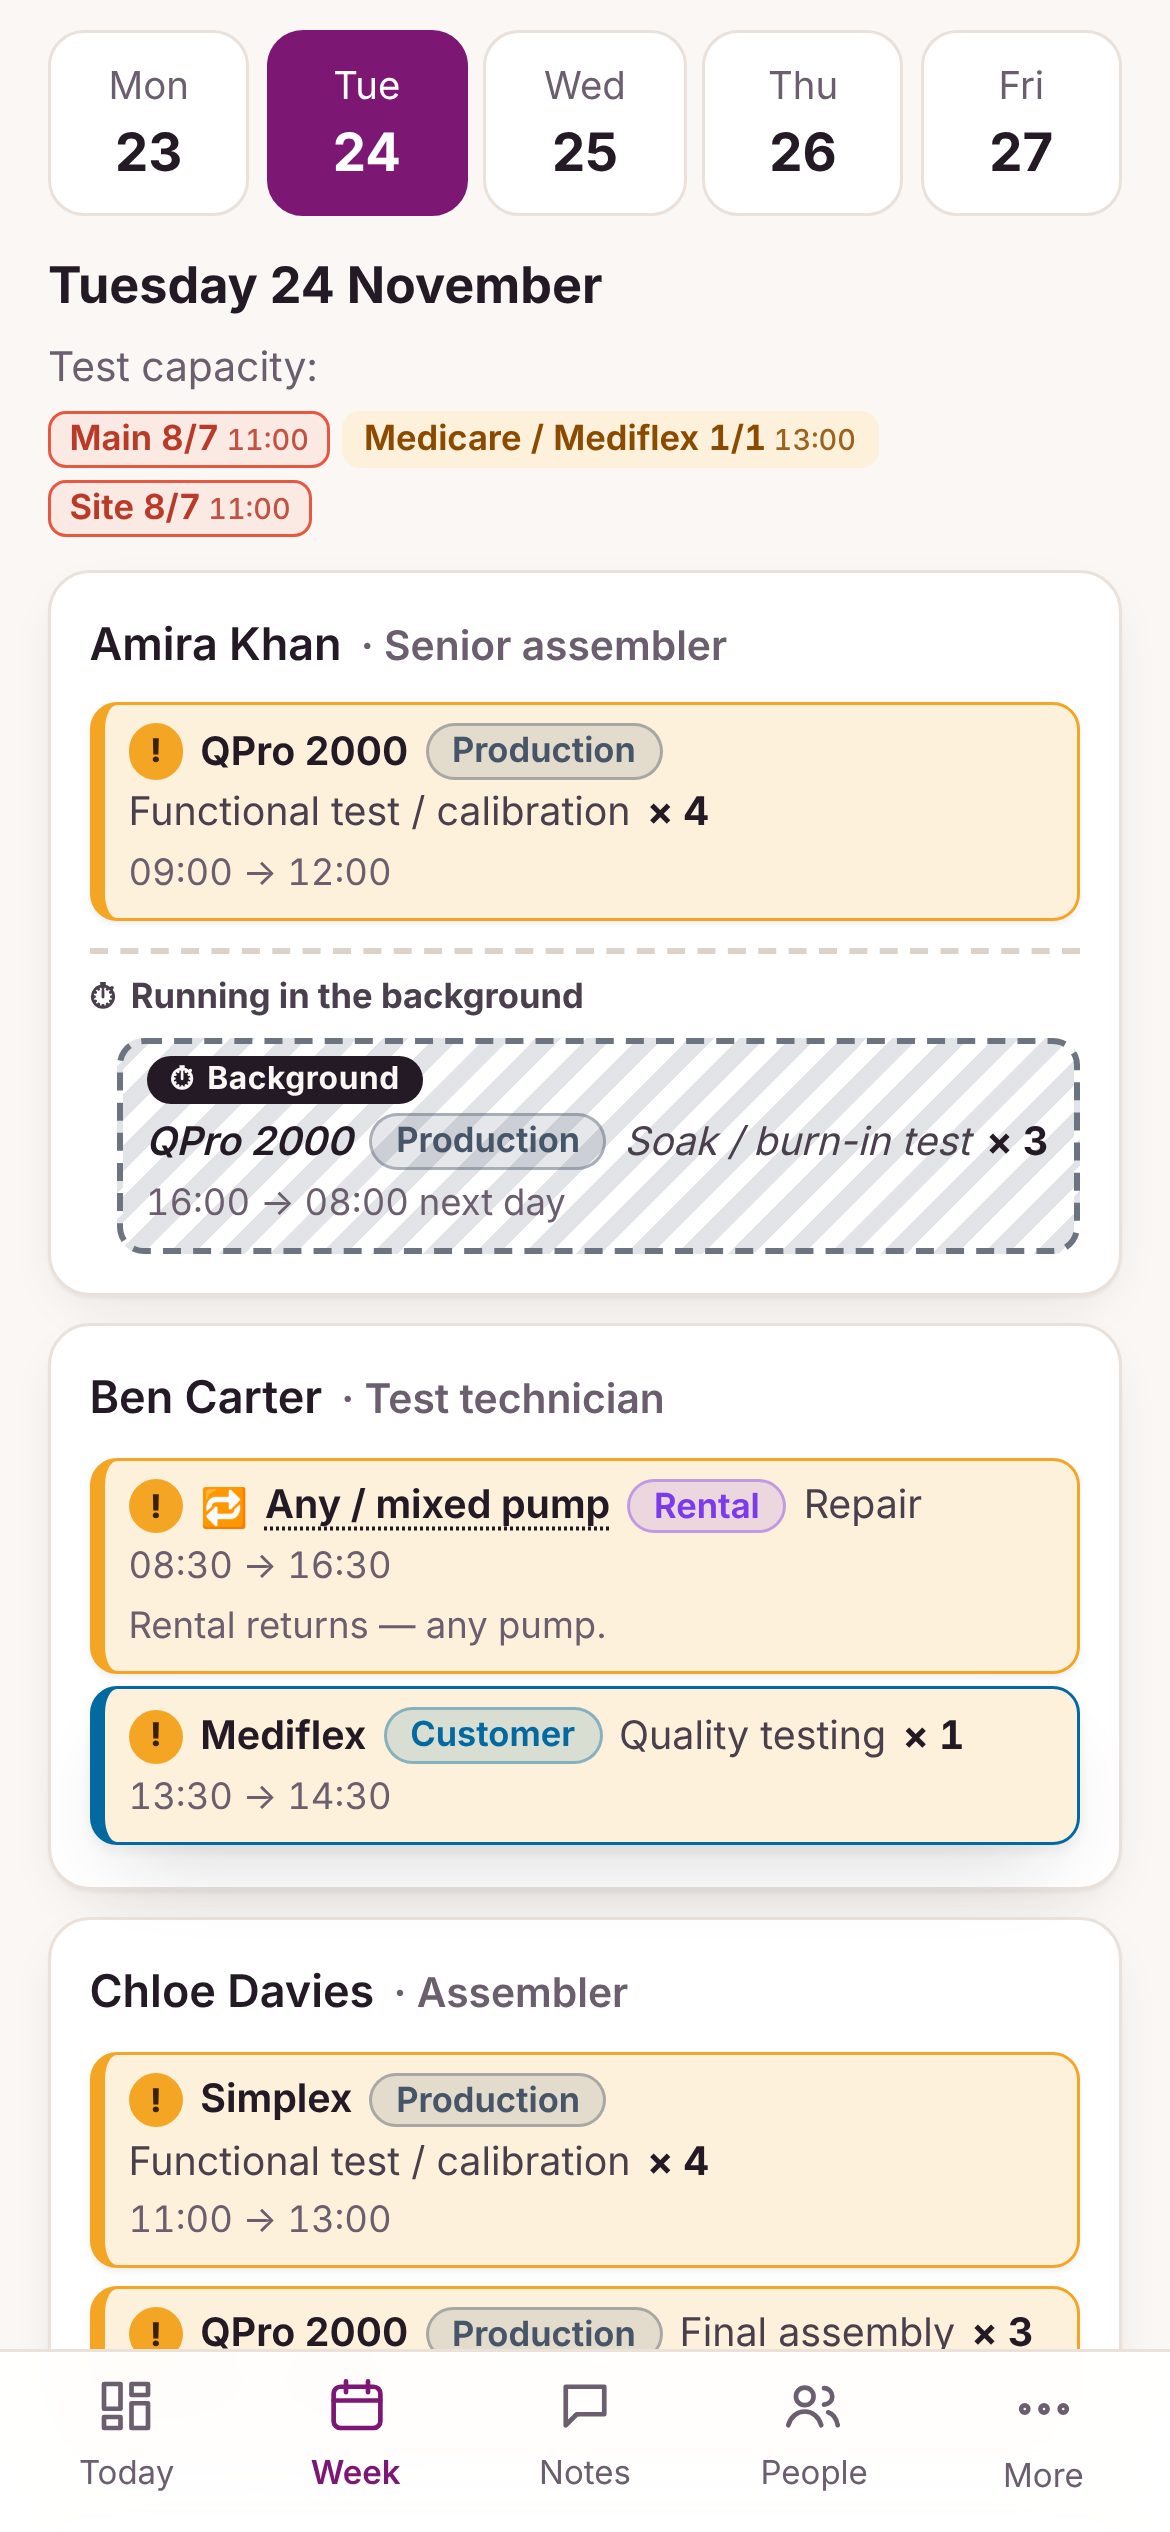 Mon Tue Wed Thu Fri
23 24 25 26 27
Tuesday 24 November
Test capacity:
Main 8/7 11:00 Medicare / Mediflex 1/1 13:00
Site 8/7 11:00
Amira Khan · Senior assembler
! QPro 2000 Production
Functional test / calibration × 4
09:00 → 12:00
⏱ Running in the background
⏱ Background
QPro 2000 Production Soak / burn-in test × 3
16:00 → 08:00 next day
Ben Carter · Test technician
! 🔁 Any / mixed pump Rental Repair
08:30 → 16:30
Rental returns — any pump.
! Mediflex Customer Quality testing × 1
13:30 → 14:30
Chloe Davies · Assembler
! Simplex Production
Functional test / calibration × 4
11:00 → 13:00
! QPro 2000 Production Final assembly × 3
Today Week Notes People More